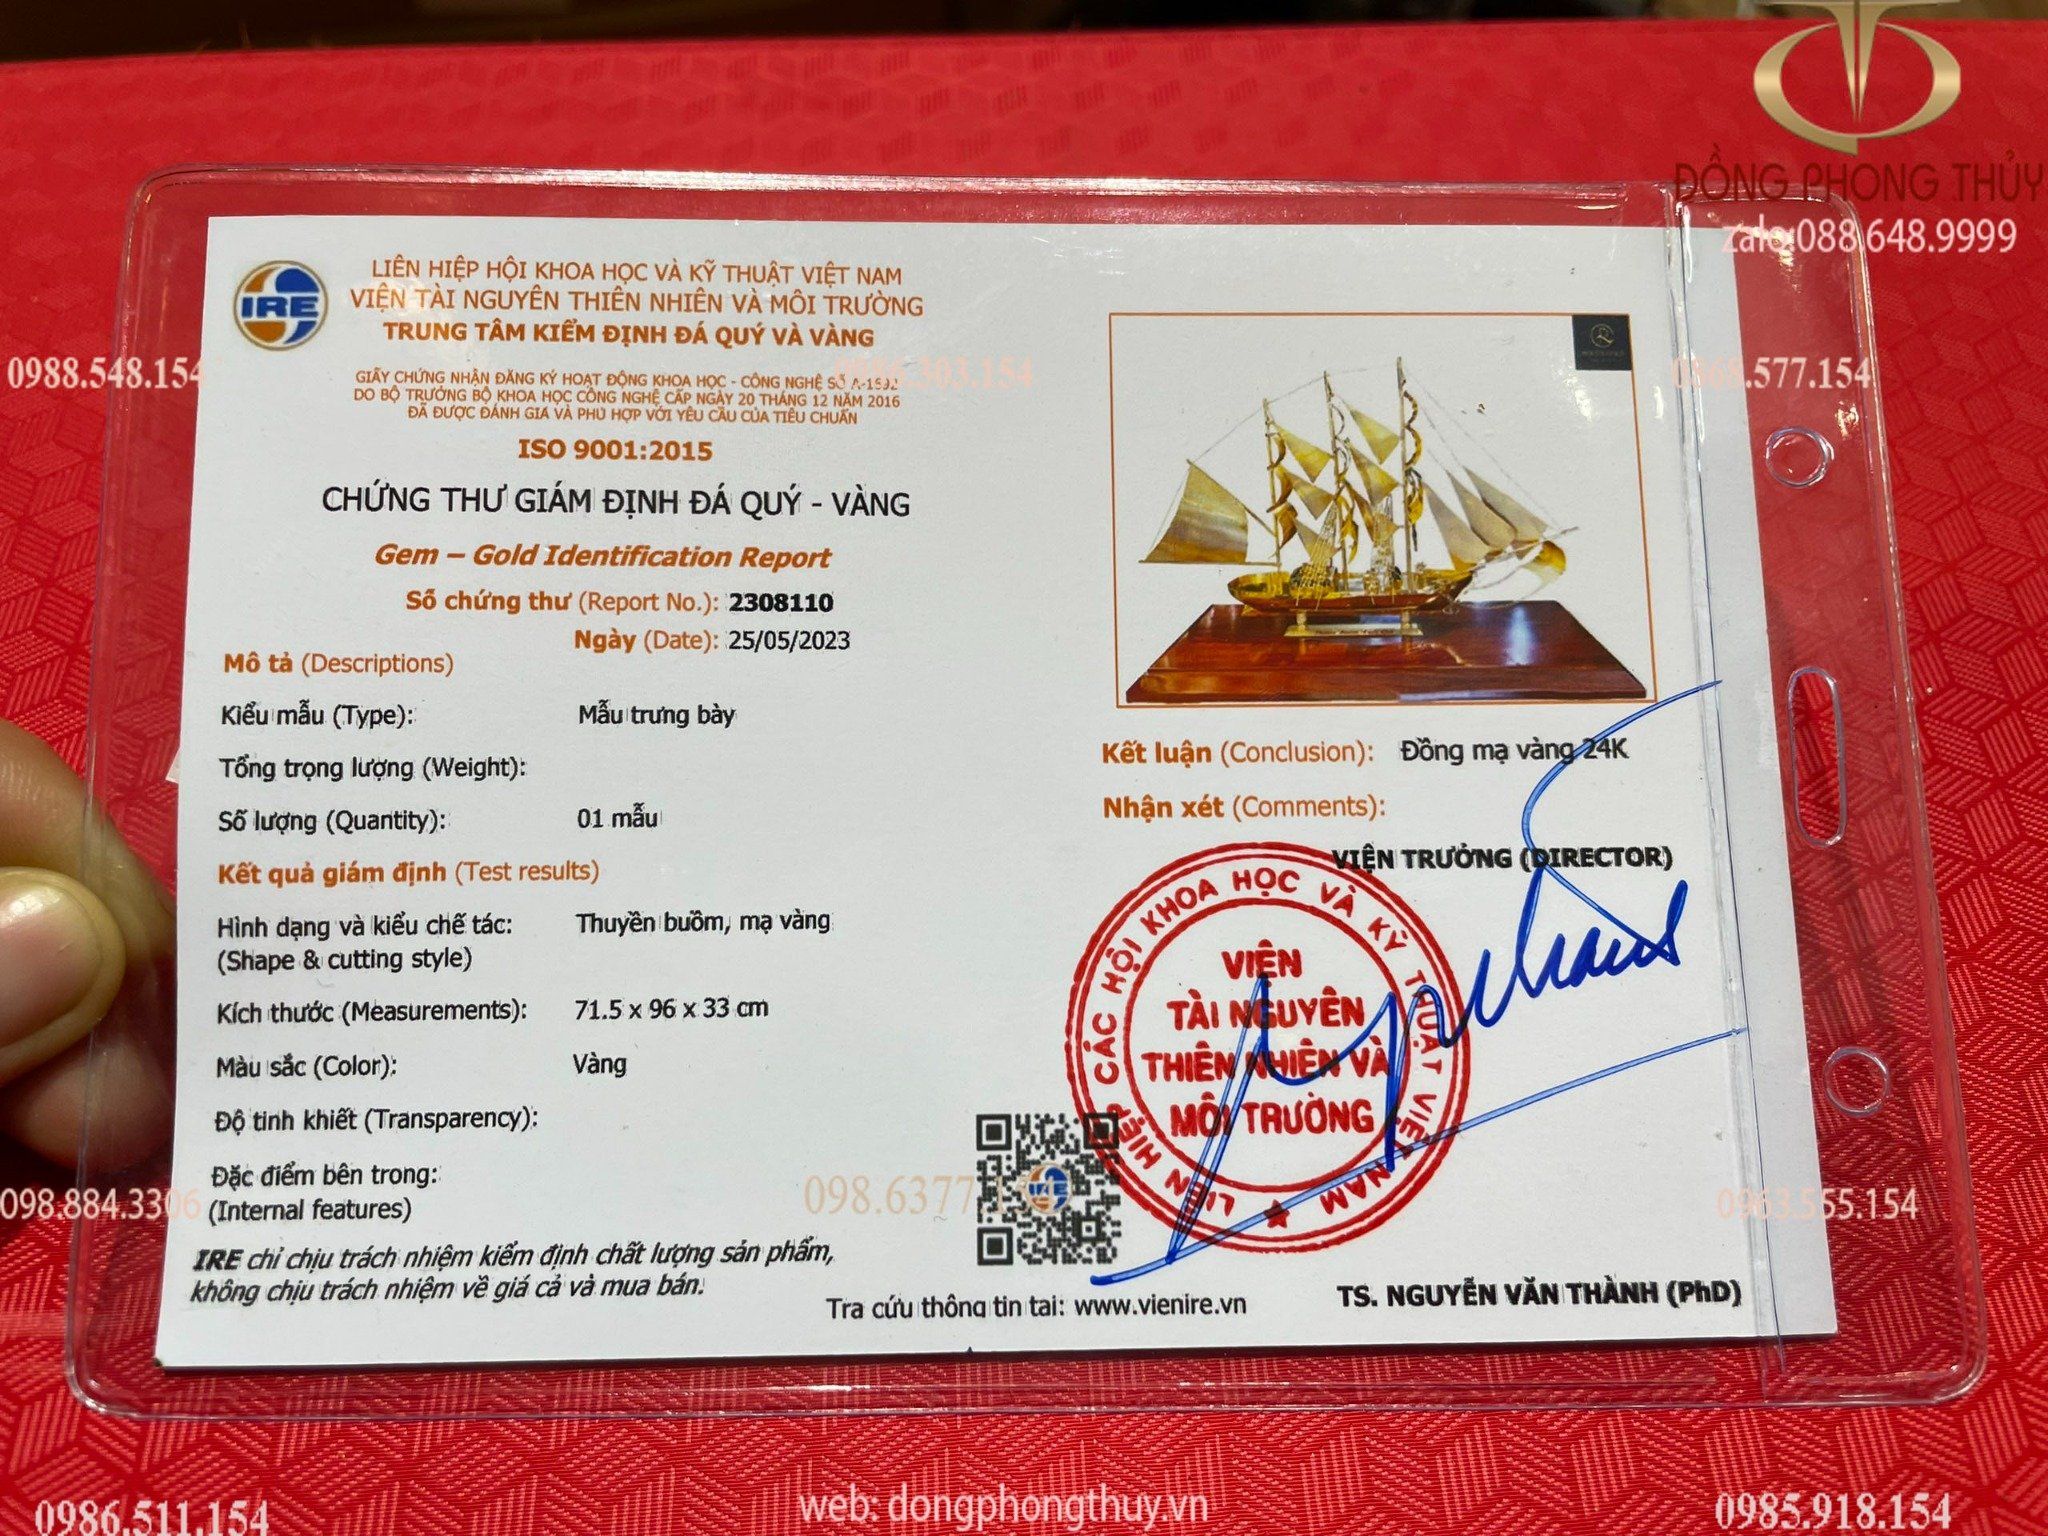 ĐỒNG PHONG THỦY
zalo:088.648.9999
IRE
LIÊN HIỆP HỘI KHOA HỌC VÀ KỸ THUẬT VIỆT NAM
VIỆN TÀI NGUYÊN THIÊN NHIÊN VÀ MÔI TRƯỜNG
TRUNG TÂM KIỂM ĐỊNH ĐÁ QUÝ VÀ VÀNG
0988.548.154
0986.303.154
0868.577.154
GIẤY CHỨNG NHẬN ĐĂNG KÝ HOẠT ĐỘNG KHOA HỌC - CÔNG NGHỆ SỐ A-1592
DO BỘ TRƯỞNG BỘ KHOA HỌC CÔNG NGHỆ CẤP NGÀY 20 THÁNG 12 NĂM 2016
ĐÃ ĐƯỢC ĐÁNH GIA VÀ PHÙ HỢP VỚI YÊU CẦU CỦA TIÊU CHUẨN
ISO 9001:2015
CHỨNG THƯ GIÁM ĐỊNH ĐÁ QUÝ - VÀNG
Gem – Gold Identification Report
Số chứng thư (Report No.): 2308110
Ngày (Date): 25/05/2023
Mô tả (Descriptions)
Kiểu mẫu (Type): Mẫu trưng bày
Tổng trọng lượng (Weight):
Số lượng (Quantity): 01 mẫu
Kết quả giám định (Test results)
Hình dạng và kiểu chế tác: Thuyền buồm, mạ vàng
(Shape & cutting style)
Kích thước (Measurements): 71.5 x 96 x 33 cm
Màu sắc (Color): Vàng
Độ tinh khiết (Transparency):
Đặc điểm bên trong:
(Internal features)
IRE chỉ chịu trách nhiệm kiểm định chất lượng sản phẩm,
không chịu trách nhiệm về giá cả và mua bán.
Kết luận (Conclusion): Đồng mạ vàng 24K
Nhận xét (Comments):
VIỆN TRƯỞNG (DIRECTOR)
LIÊN HIỆP CÁC HỘI KHOA HỌC VÀ KỸ THUẬT VIỆT NAM
VIỆN
TÀI NGUYÊN
THIÊN NHIÊN VÀ
MÔI TRƯỜNG
IRE
TS. NGUYỄN VĂN THÀNH (PhD)
Tra cứu thông tin tai: www.vienire.vn
098.884.3306
098.6377.154
0963.555.154
0986.511.154
web: dongphongthuy.vn
0985.918.154